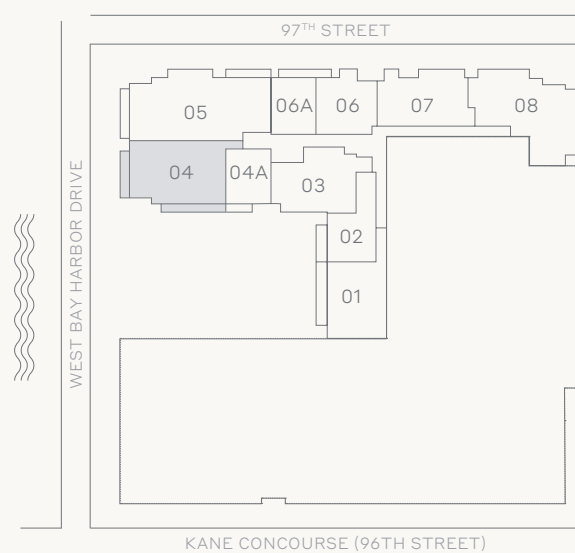 97TH STREET
05
06A
06
07
08
04
04A
03
02
01
WEST BAY HARBOR DRIVE
KANE CONCOURSE (96TH STREET)